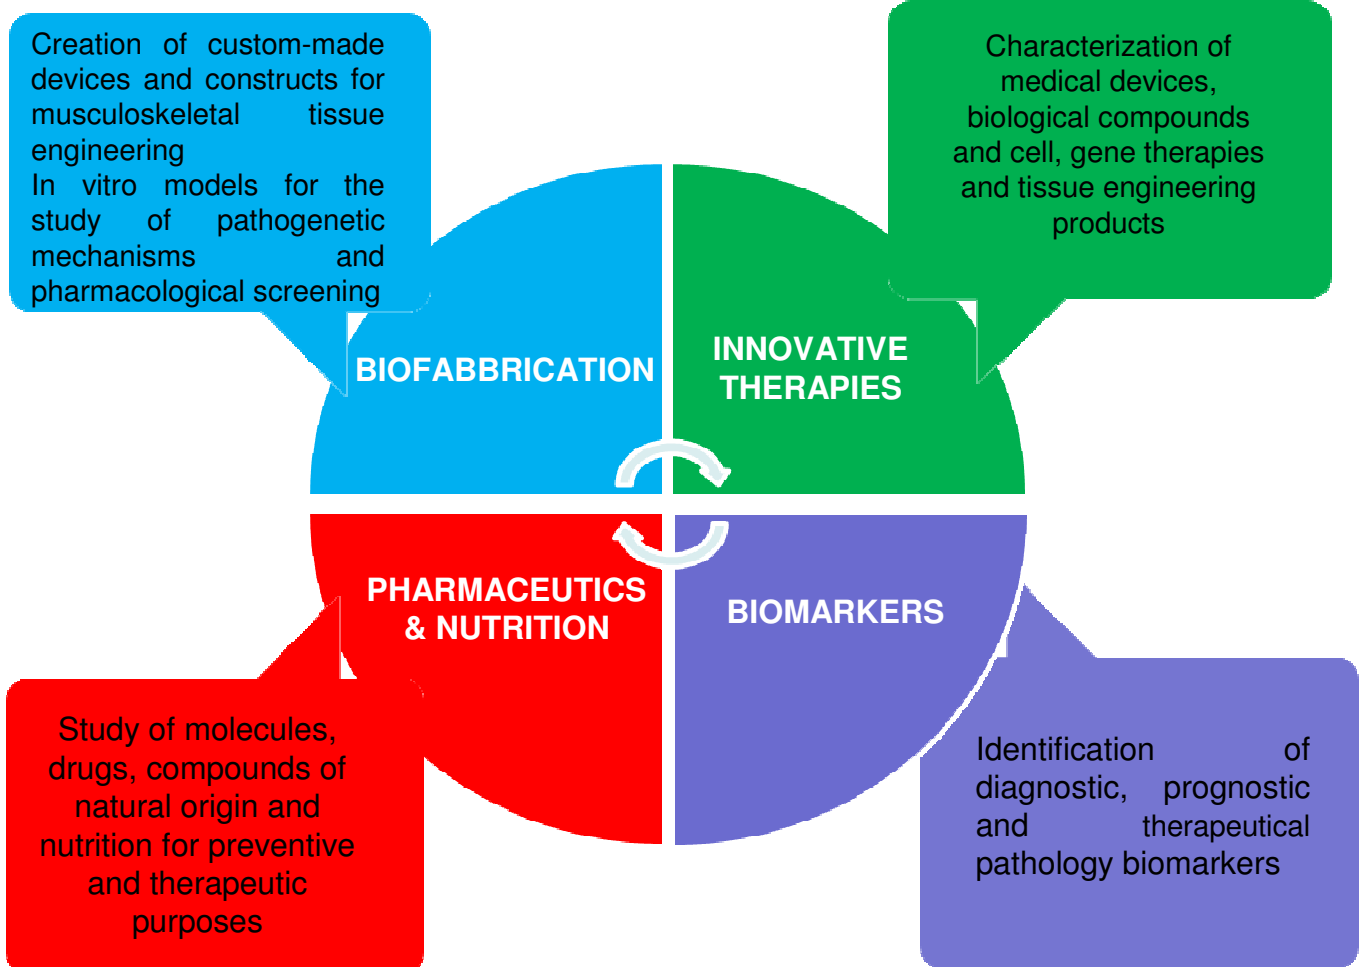 Creation of custom-made
devices and constructs for
musculoskeletal tissue
engineering
In vitro models for the
study of pathogenetic
mechanisms and
pharmacological screening
Characterization of
medical devices,
biological compounds
and cell, gene therapies
and tissue engineering
products
BIOFABBRICATION
INNOVATIVE
THERAPIES
PHARMACEUTICS
& NUTRITION
BIOMARKERS
Study of molecules,
drugs, compounds of
natural origin and
nutrition for preventive
and therapeutic
purposes
Identification of
diagnostic, prognostic
and therapeutical
pathology biomarkers